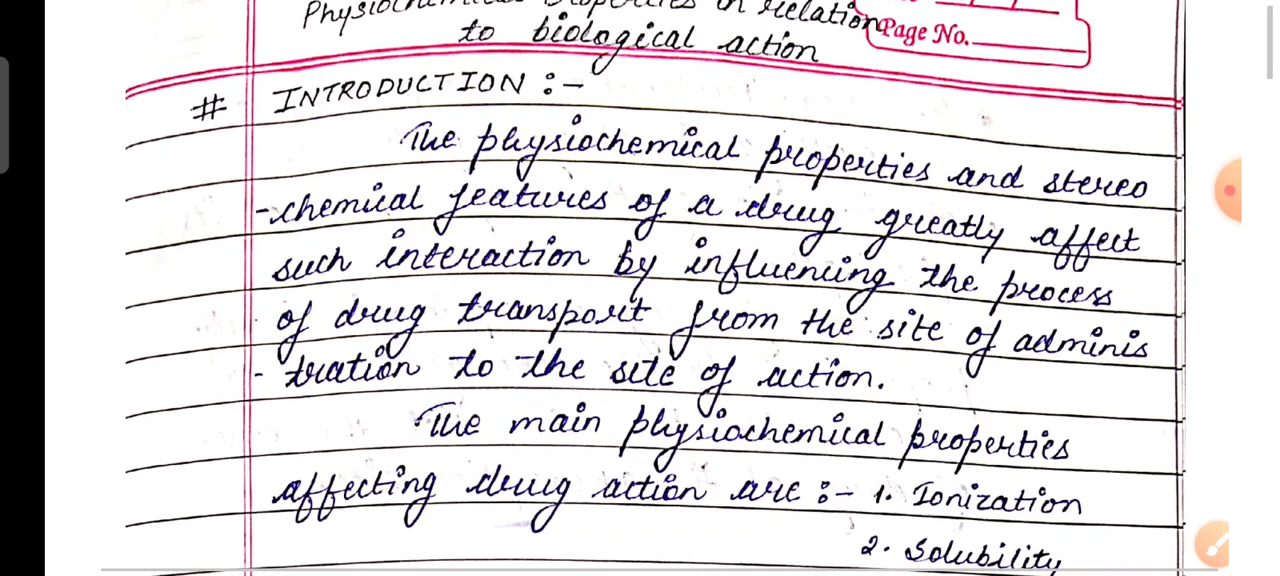 Physiochemical Properties in relation
to biological action
Page No.
# INTRODUCTION :-
The physiochemical properties and stereo
-chemical features of a drug greatly affect
such interaction by influencing the process
of drug transport from the site of adminis
- tration to the site of action.
The main physiochemical properties
affecting drug action are :- 1. Ionization
2. Solubility